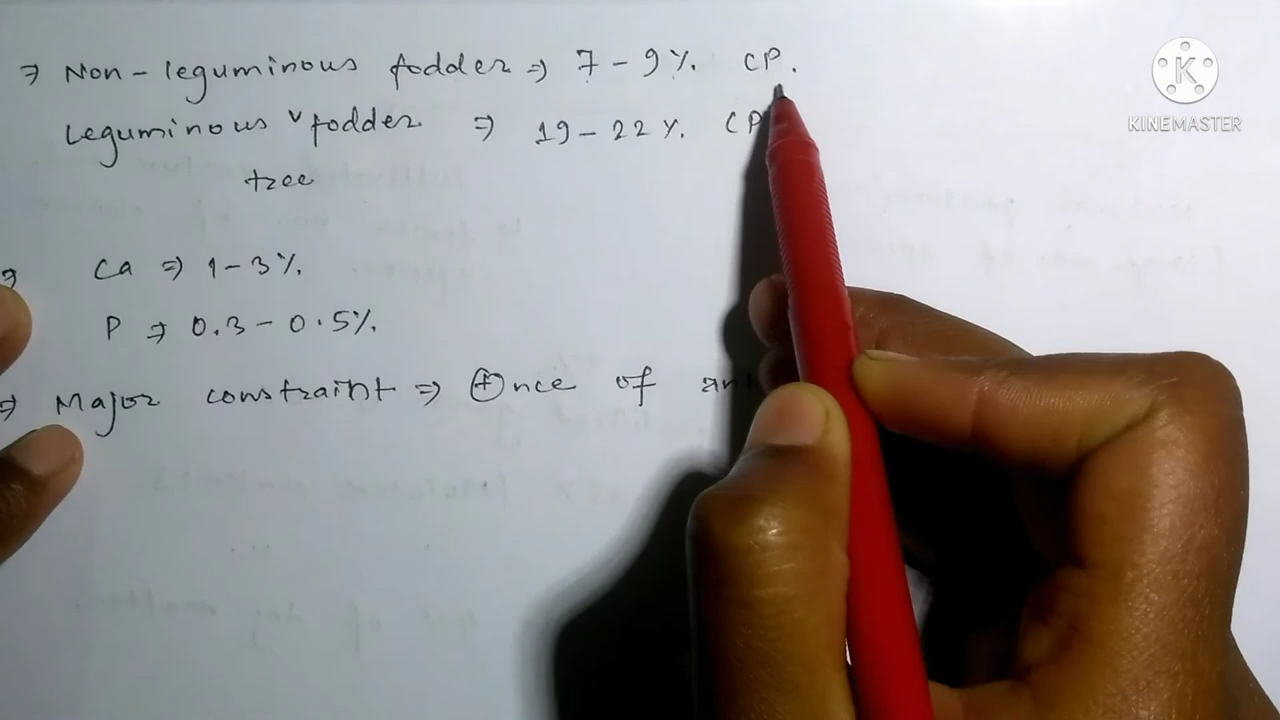 ⇒ Non-leguminous fodder ⇒ 7-9% CP.
Leguminous ∨ fodder ⇒ 19-22%. CP
tree
Ca ⇒ 1-3%.
P ⇒ 0.3-0.5%.
⇒ Major constraint ⇒ ⊕nce of
K
KINEMASTER